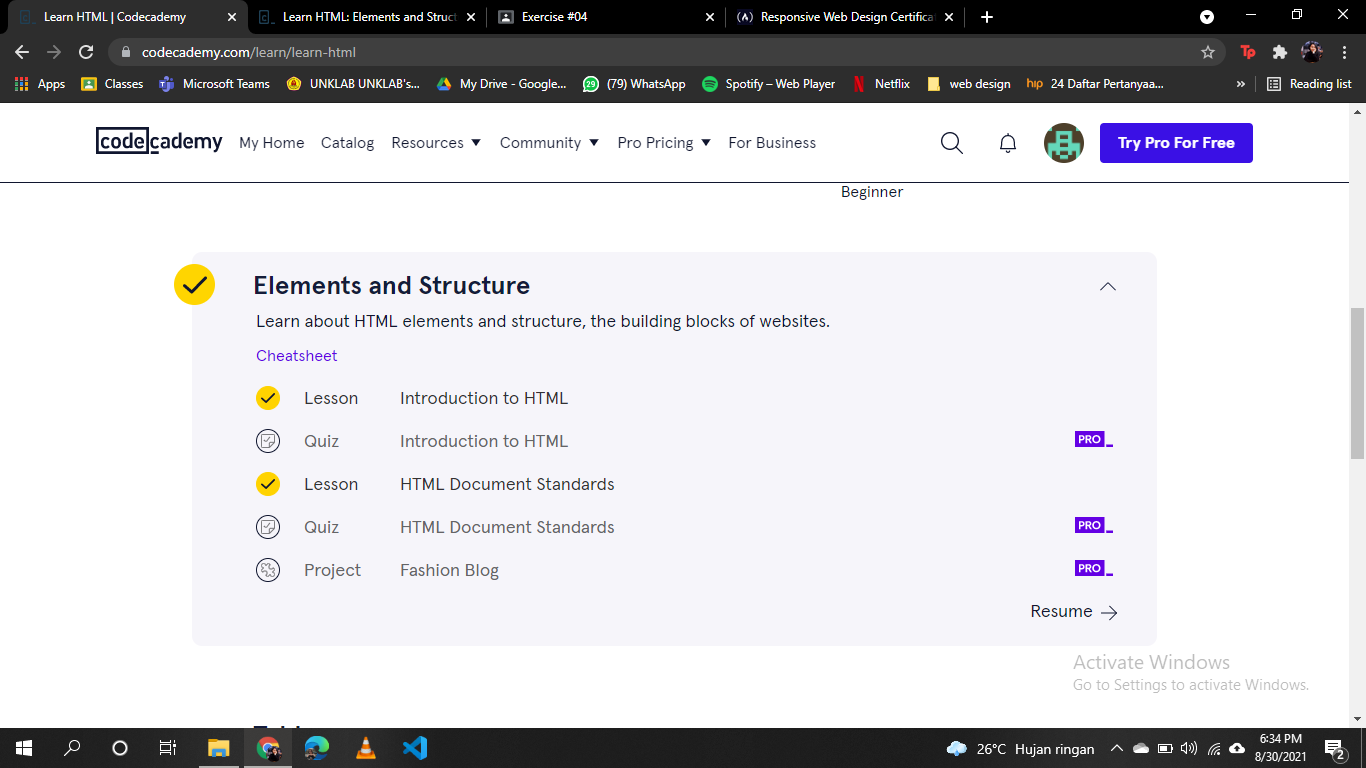 Learn HTML | Codecademy
Learn HTML: Elements and Struct
Exercise #04
(Λ) Responsive Web Design Certifica
codecademy.com/learn/learn-html
Apps
Classes
Microsoft Teams
UNKLAB UNKLAB's...
My Drive - Google...
29 (79) WhatsApp
Spotify – Web Player
Netflix
web design
hip 24 Daftar Pertanyaa...
»
Reading list
codecademy
My Home
Catalog
Resources
Community
Pro Pricing
For Business
Try Pro For Free
Beginner
Elements and Structure
Learn about HTML elements and structure, the building blocks of websites.
Cheatsheet
Lesson Introduction to HTML
Quiz Introduction to HTML PRO
Lesson HTML Document Standards
Quiz HTML Document Standards PRO
Project Fashion Blog PRO
Resume
Activate Windows
Go to Settings to activate Windows.
26°C Hujan ringan
6:34 PM
8/30/2021
2